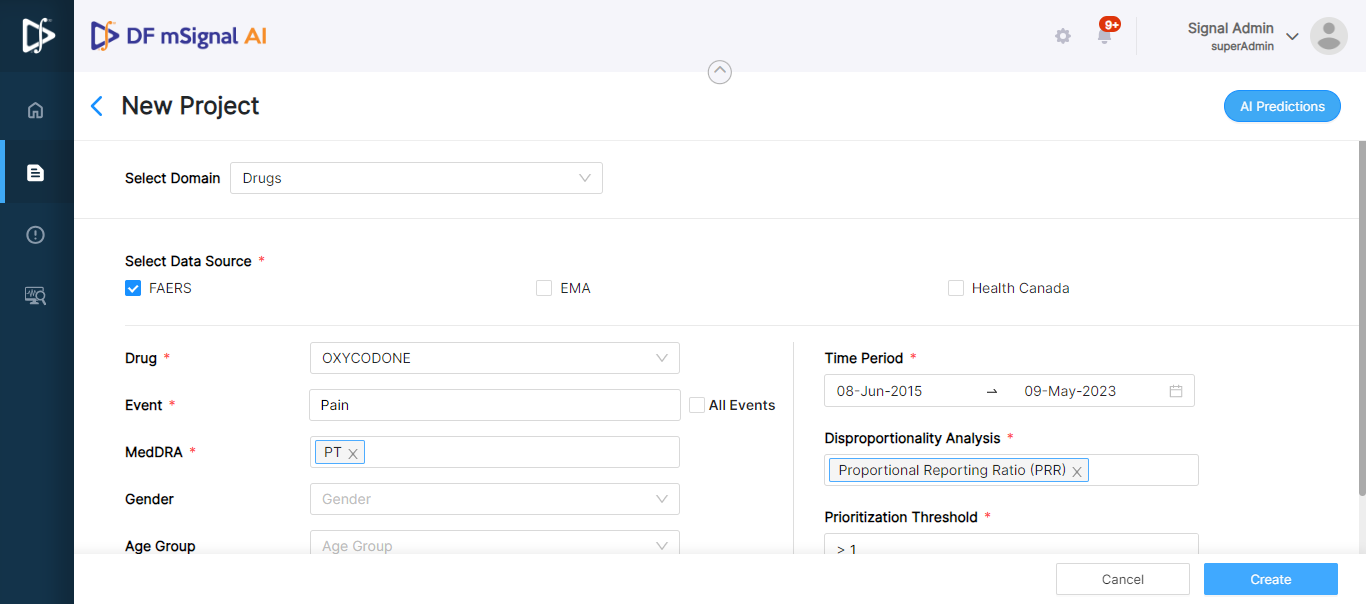 DF mSignal AI
9+
Signal Admin
superAdmin
New Project
AI Predictions
Select Domain
Drugs
Select Data Source *
FAERS
EMA
Health Canada
Drug *
OXYCODONE
Event *
Pain
All Events
MedDRA *
PT
Gender
Gender
Age Group
Age Group
Time Period *
08-Jun-2015 → 09-May-2023
Disproportionality Analysis *
Proportional Reporting Ratio (PRR)
Prioritization Threshold *
> 1
Cancel
Create